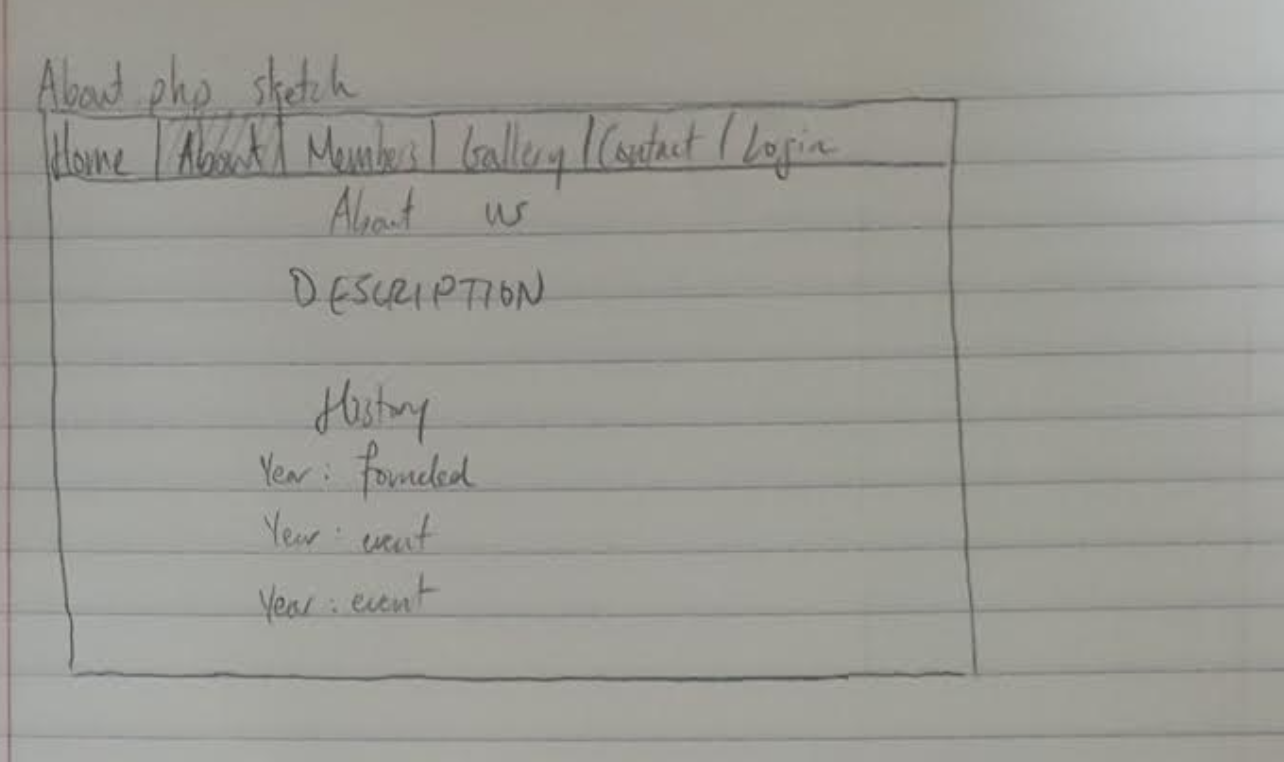 About php sketch
Home | About | Members | Gallery | Contact | Login
About us
DESCRIPTION
History
Year: founded
Year: event
Year: event